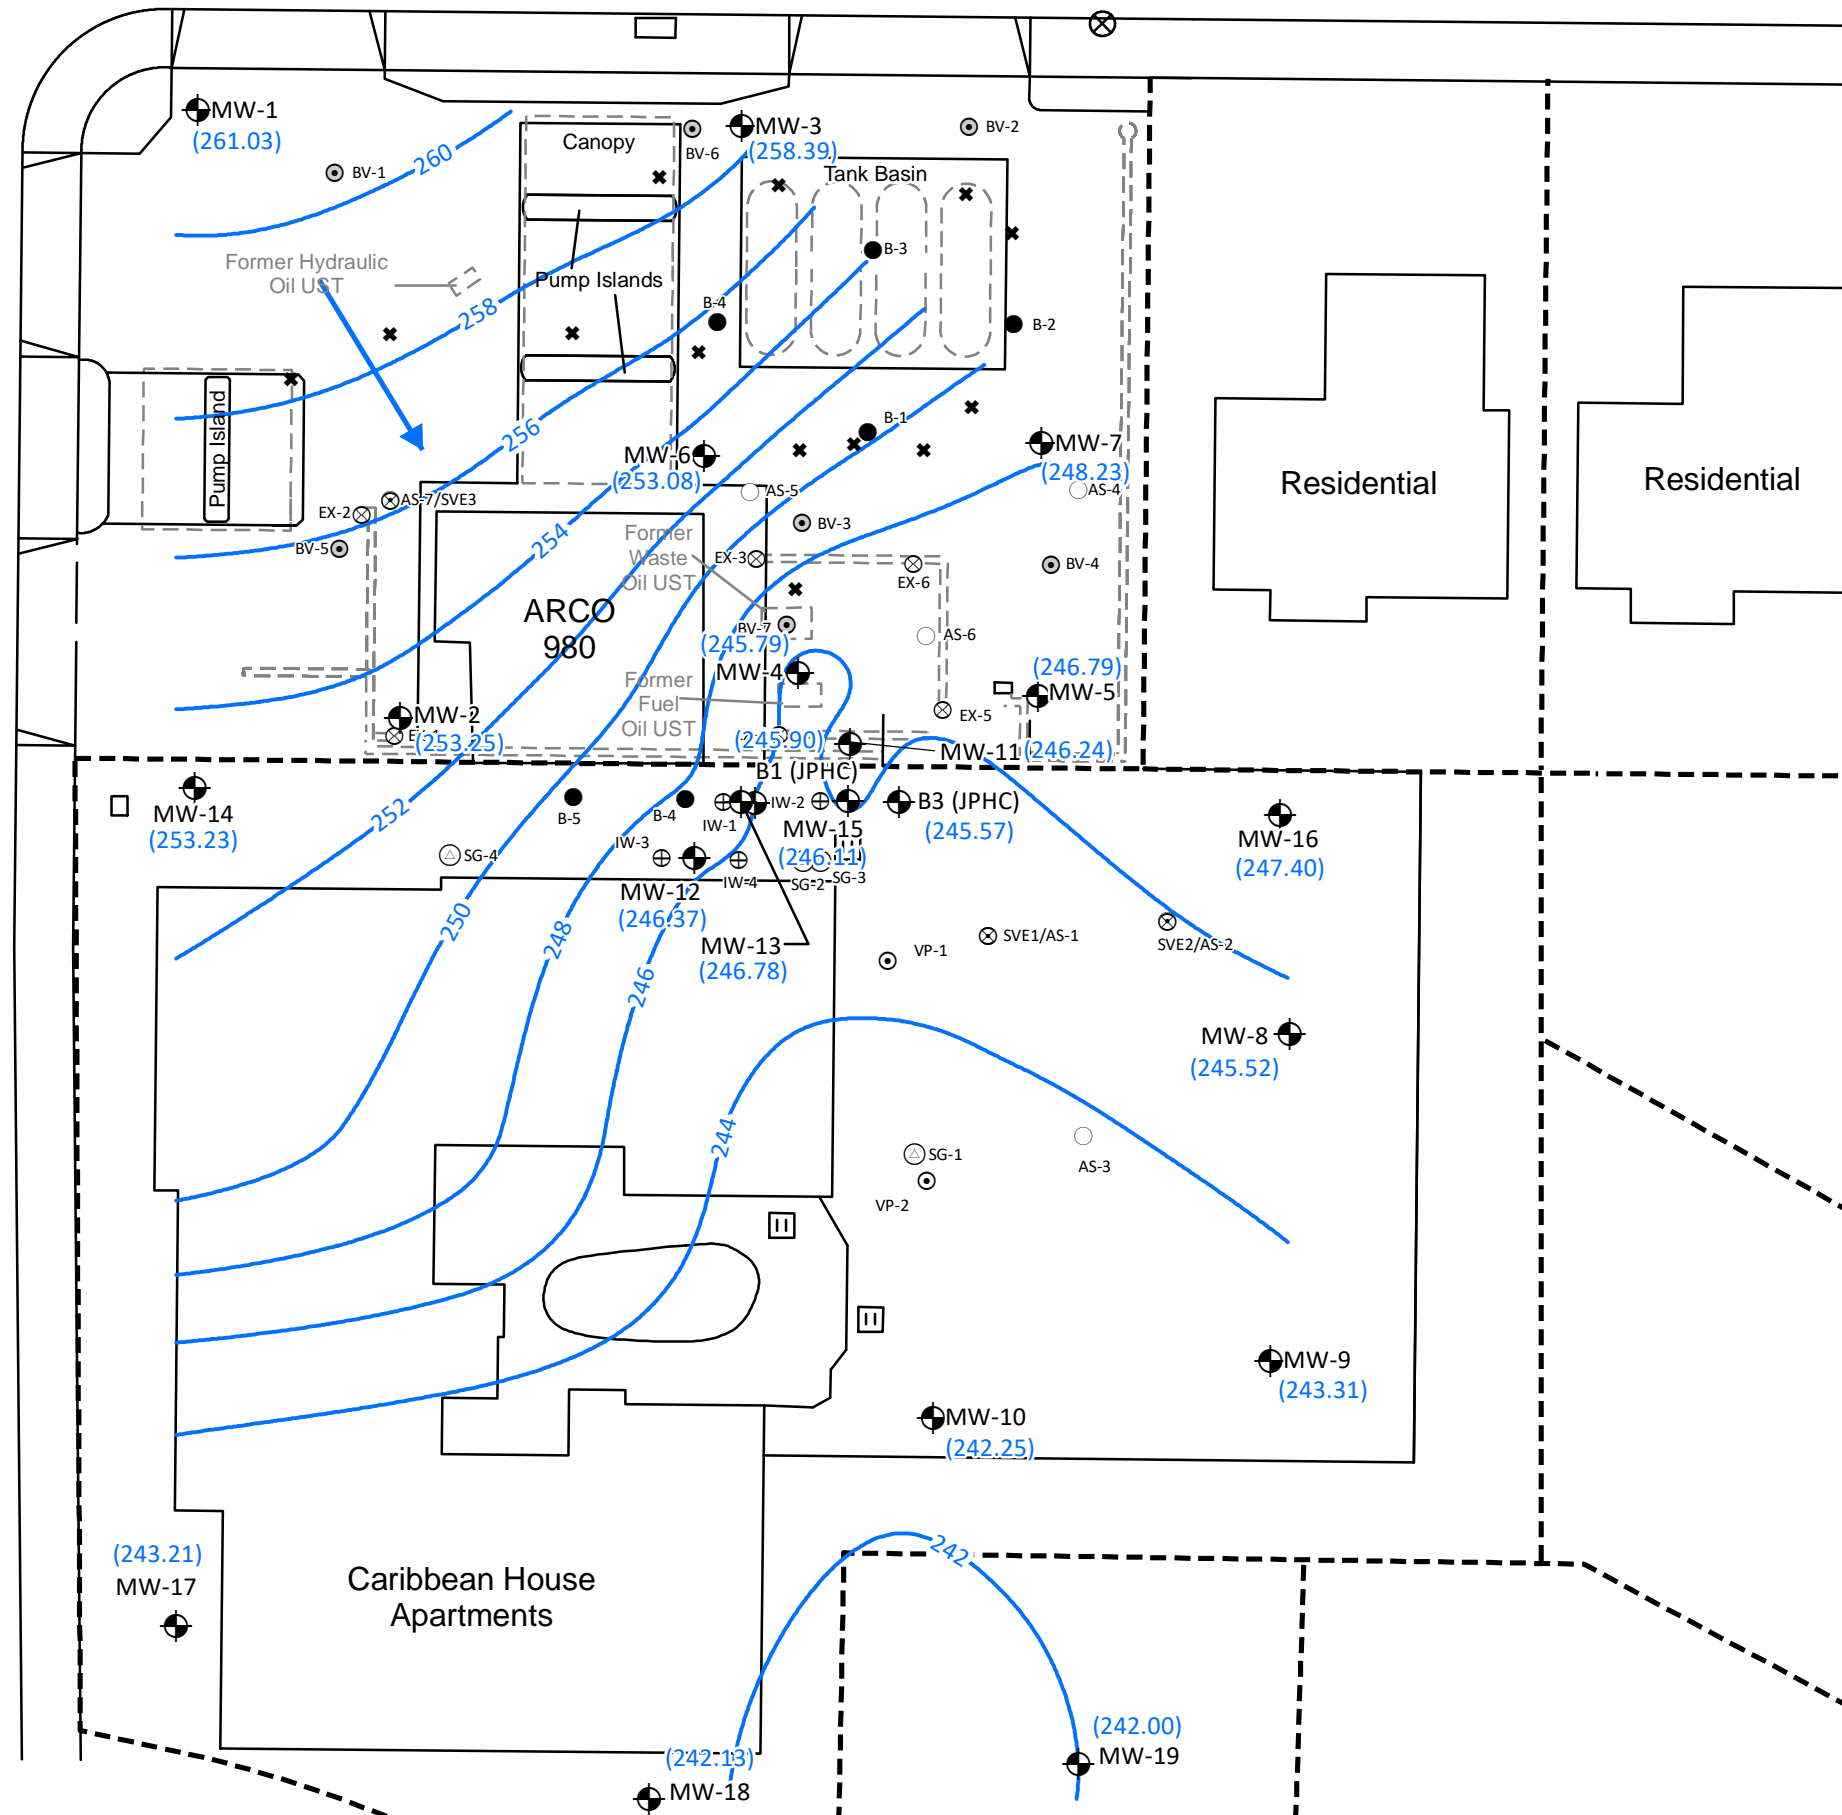 MW-1
(261.03)
BV-1
260
Canopy
BV-6
MW-3
(258.39)
BV-2
Tank Basin
B-3
Former Hydraulic
Oil UST
Pump Islands
258
B-4
B-2
Pump Island
256
B-1
MW-6
(253.08)
MW-7
(248.23)
AS-4
AS-5
AS-7/SVE3
EX-2
BV-5
BV-3
254
Former
Waste
Oil UST
EX-3
EX-6
BV-4
Residential
Residential
ARCO
980
BV-7
(245.79)
MW-4
AS-6
(246.79)
MW-5
Former
Fuel
Oil UST
EX-5
MW-2
(253.25)
(245.90)
MW-11
(246.24)
B1 (JPHC)
MW-14
(253.23)
252
B-5
B-4
IW-1
IW-2
B3 (JPHC)
(245.57)
MW-15
(246.11)
MW-16
(247.40)
IW-3
SG-4
IW-4
SG-2
SG-3
MW-12
(246.37)
250
248
246
MW-13
(246.78)
VP-1
SVE1/AS-1
SVE2/AS-2
MW-8
(245.52)
244
SG-1
AS-3
VP-2
MW-9
(243.31)
MW-10
(242.25)
242
(243.21)
MW-17
Caribbean House
Apartments
(242.13)
MW-18
(242.00)
MW-19